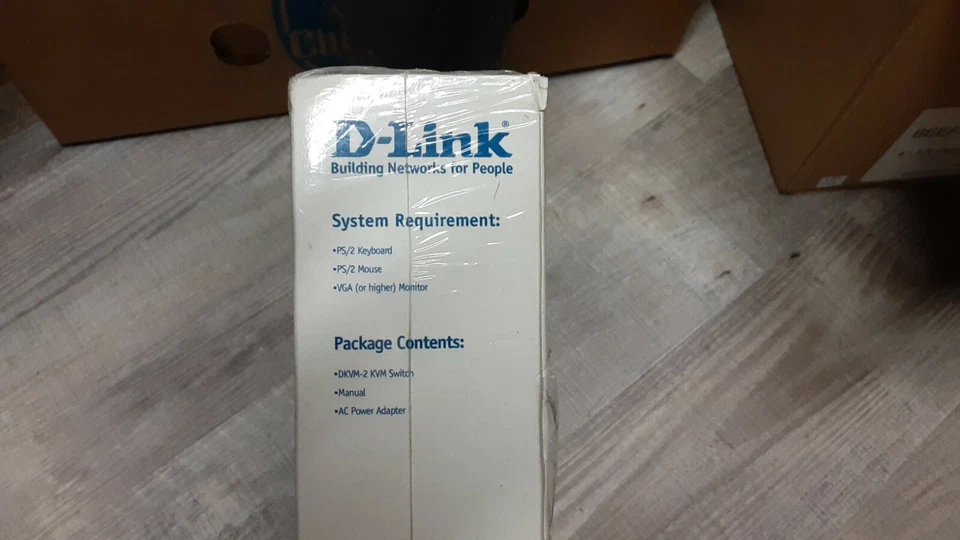 Chi
D-Link®
Building Networks for People
System Requirement:
•PS/2 Keyboard
•PS/2 Mouse
•VGA (or higher) Monitor
Package Contents:
•DKVM-2 KVM Switch
•Manual
•AC Power Adapter